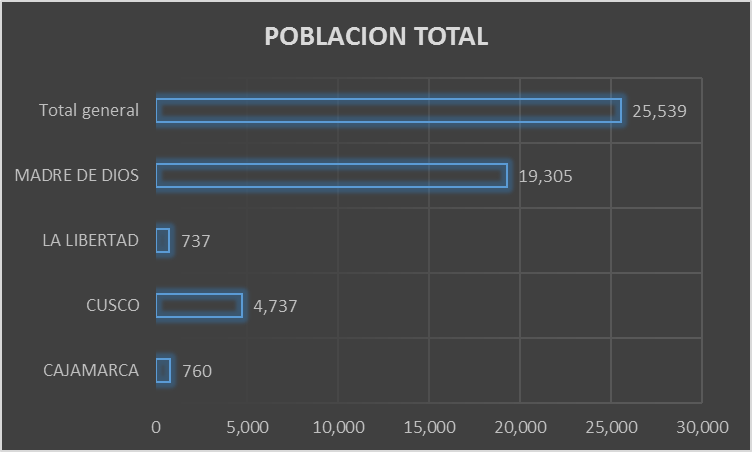 POBLACION TOTAL
Total general 25,539
MADRE DE DIOS 19,305
LA LIBERTAD 737
CUSCO 4,737
CAJAMARCA 760
0 5,000 10,000 15,000 20,000 25,000 30,000